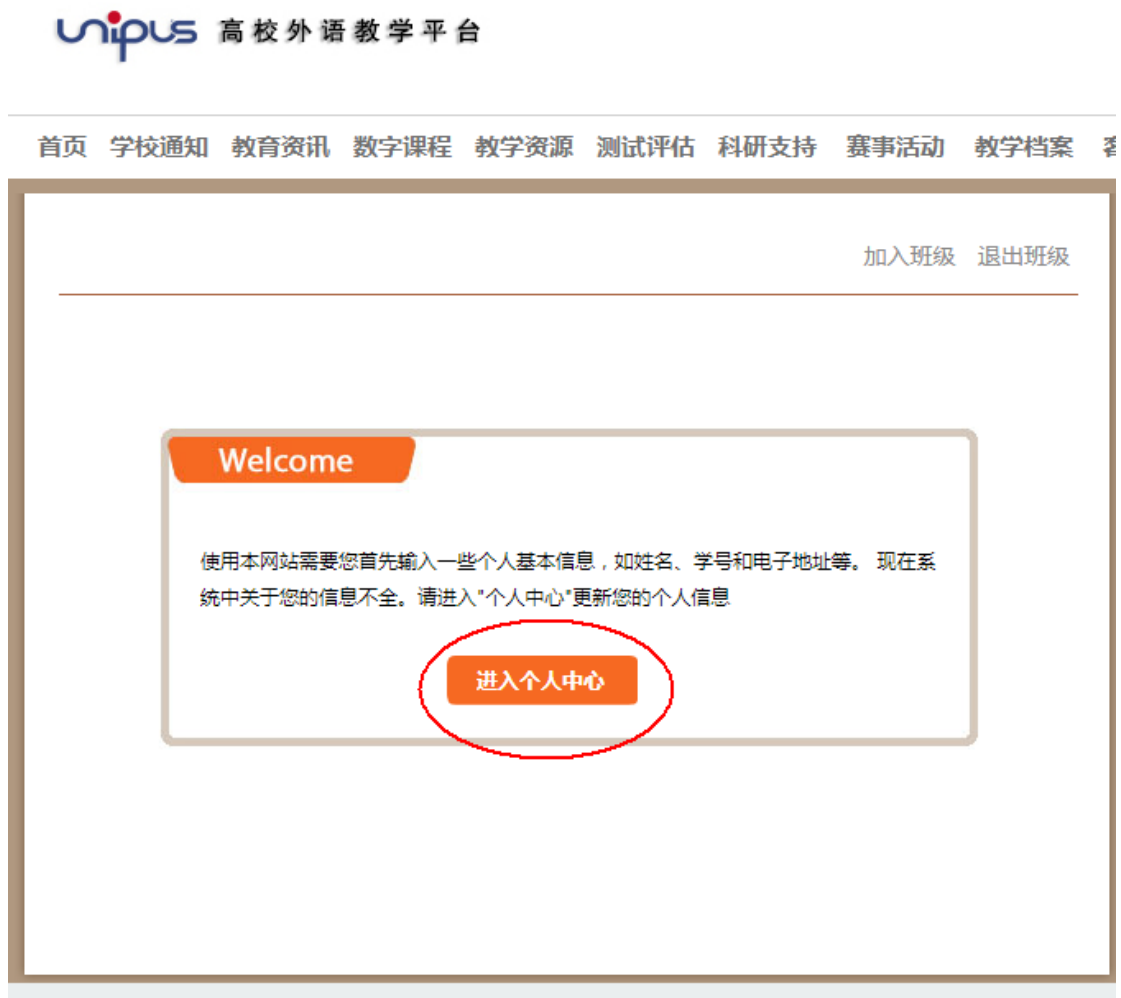 unipus 高校外语教学平台
首页 学校通知 教育资讯 数字课程 教学资源 测试评估 科研支持 赛事活动 教学档案
加入班级 退出班级
Welcome
使用本网站需要您首先输入一些个人基本信息，如姓名、学号和电子地址等。 现在系
统中关于您的信息不全。请进入"个人中心"更新您的个人信息
进入个人中心